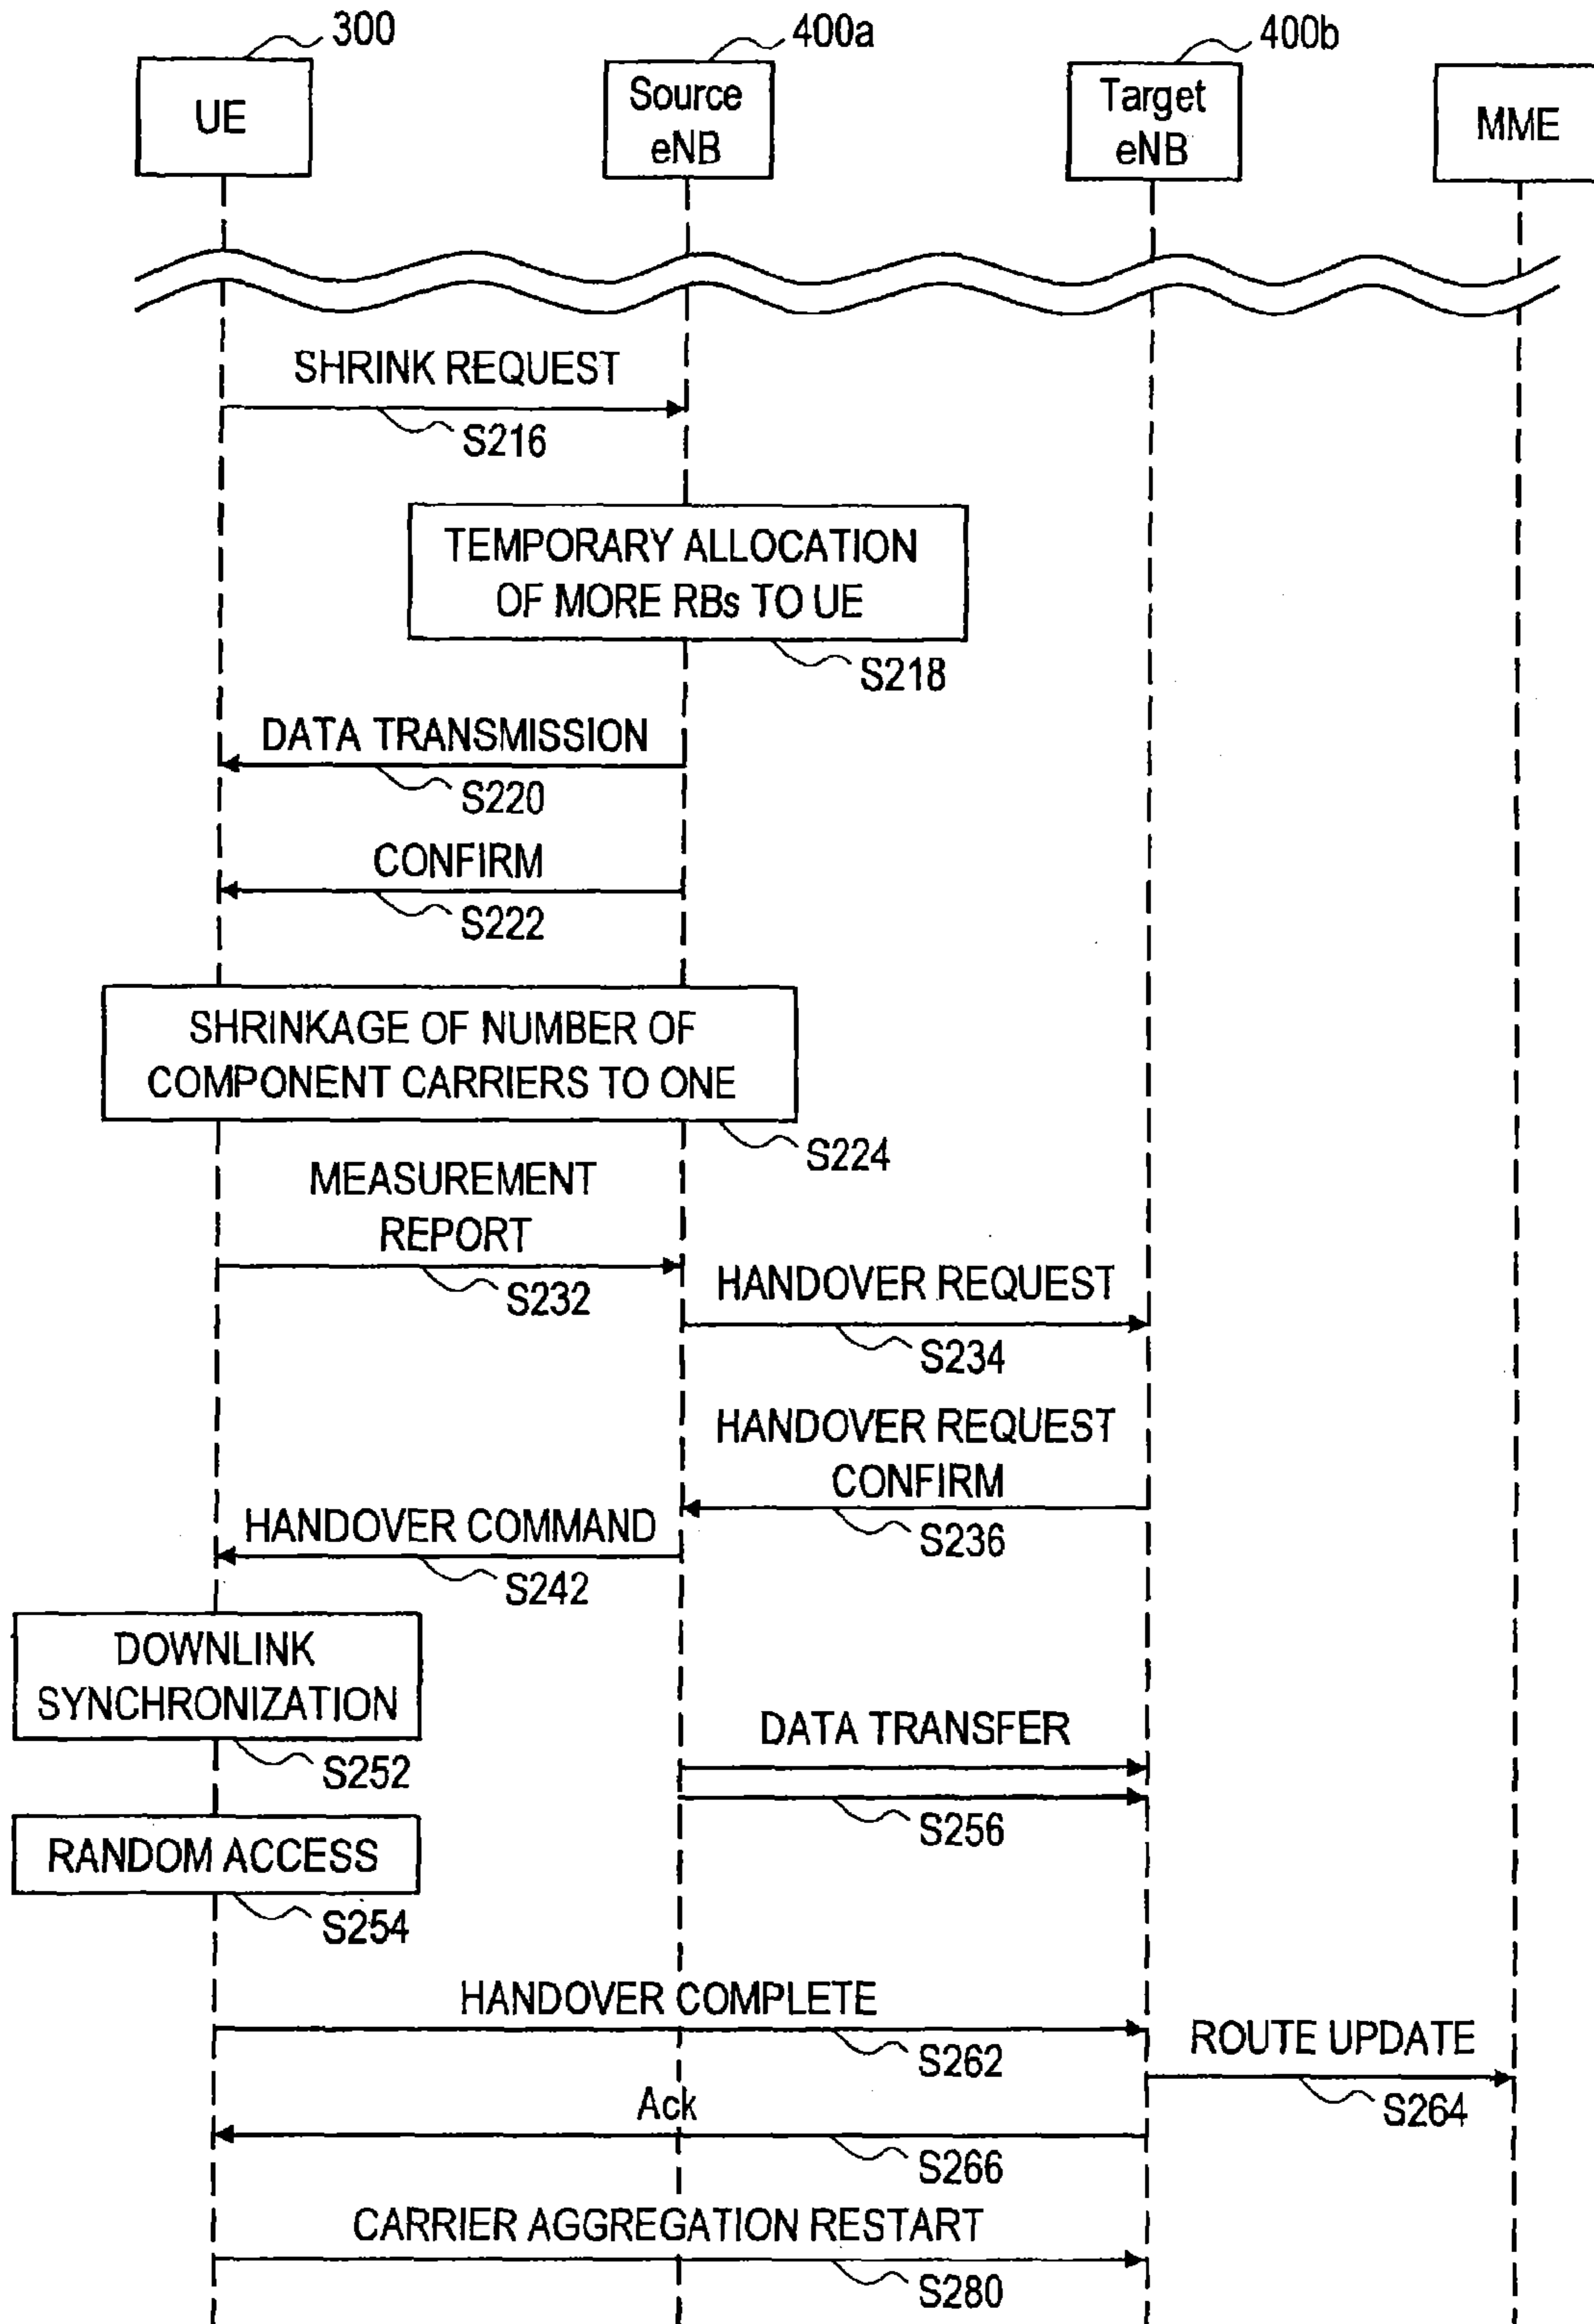 300
400a
400b
UE
Source
eNB
Target
eNB
MME
SHRINK REQUEST
S216
TEMPORARY ALLOCATION
OF MORE RBs TO UE
S218
DATA TRANSMISSION
S220
CONFIRM
S222
SHRINKAGE OF NUMBER OF
COMPONENT CARRIERS TO ONE
S224
MEASUREMENT
REPORT
S232
HANDOVER REQUEST
S234
HANDOVER REQUEST
CONFIRM
S236
HANDOVER COMMAND
S242
DOWNLINK
SYNCHRONIZATION
S252
DATA TRANSFER
S256
RANDOM ACCESS
S254
HANDOVER COMPLETE
S262
ROUTE UPDATE
S264
Ack
S266
CARRIER AGGREGATION RESTART
S280